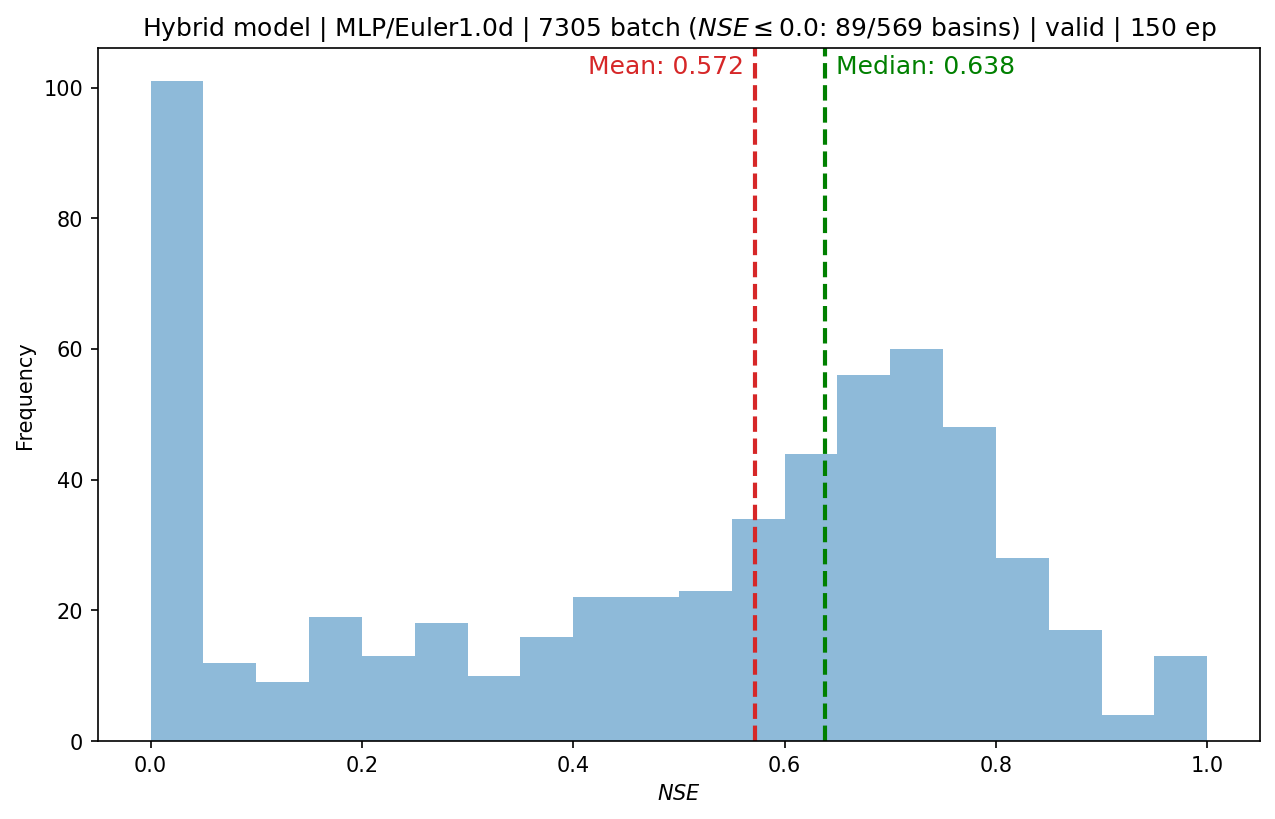 Hybrid model | MLP/Euler1.0d | 7305 batch (NSE ≤ 0.0: 89/569 basins) | valid | 150 ep
Mean: 0.572
Median: 0.638
100
80
60
40
20
0
Frequency
0.0
0.2
0.4
0.6
0.8
1.0
NSE